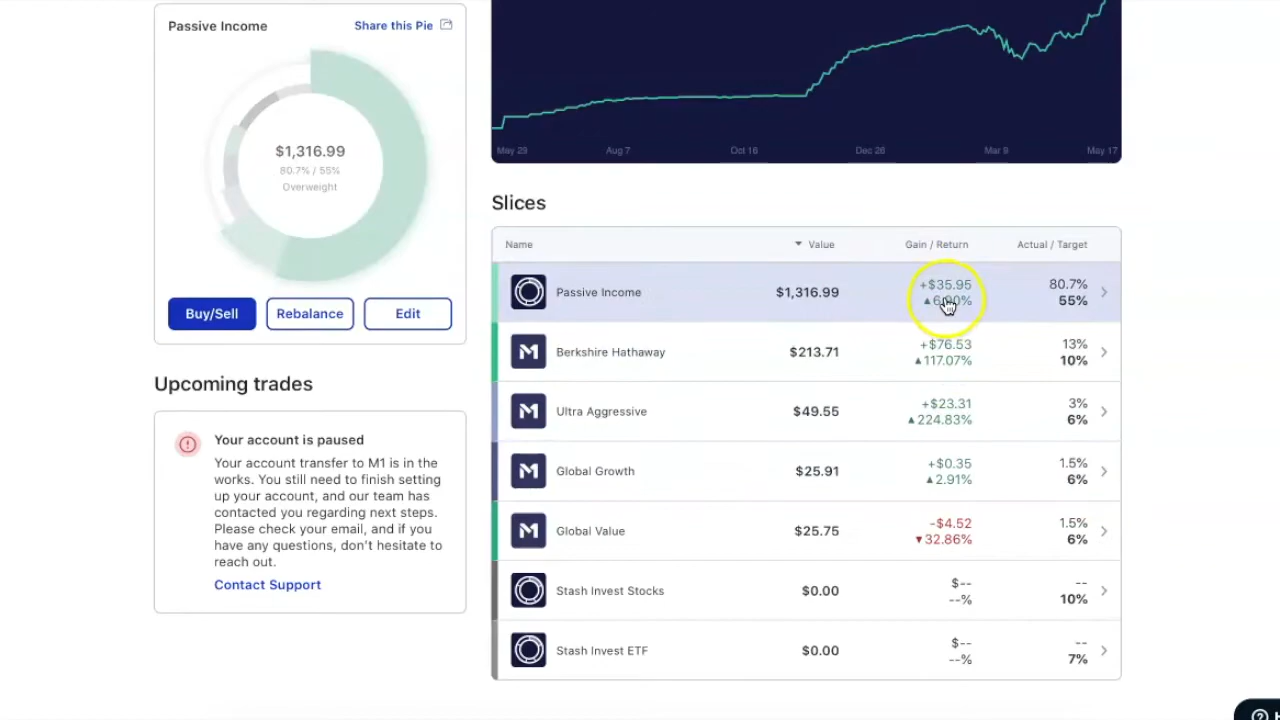 Passive Income
Share this Pie
$1,316.99
80.7% / 55%
Overweight
Buy/Sell
Rebalance
Edit
Upcoming trades
Your account is paused
Your account transfer to M1 is in the
works. You still need to finish setting
up your account, and our team has
contacted you regarding next steps.
Please check your email, and if you
have any questions, don't hesitate to
reach out.
Contact Support
May 29
Aug 7
Oct 16
Dec 26
Mar 9
May 17
Slices
Name
Value
Gain / Return
Actual / Target
Passive Income
$1,316.99
+$35.95
80.7%
55%
Berkshire Hathaway
$213.71
+$76.53
▲117.07%
13%
10%
Ultra Aggressive
$49.55
+$23.31
▲224.83%
3%
6%
Global Growth
$25.91
+$0.35
▲2.91%
1.5%
6%
Global Value
$25.75
-$4.52
▼32.86%
1.5%
6%
Stash Invest Stocks
$0.00
$--
--%
--
10%
Stash Invest ETF
$0.00
$--
--%
--
7%